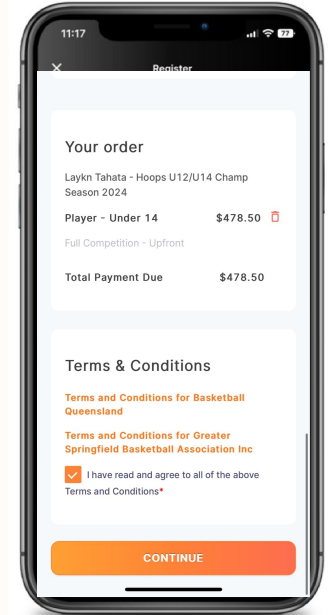 11:17
77
Register
Your order
Laykn Tahata - Hoops U12/U14 Champ
Season 2024
Player - Under 14 $478.50
Full Competition - Upfront
Total Payment Due $478.50
Terms & Conditions
Terms and Conditions for Basketball
Queensland
Terms and Conditions for Greater
Springfield Basketball Association Inc
I have read and agree to all of the above
Terms and Conditions*
CONTINUE